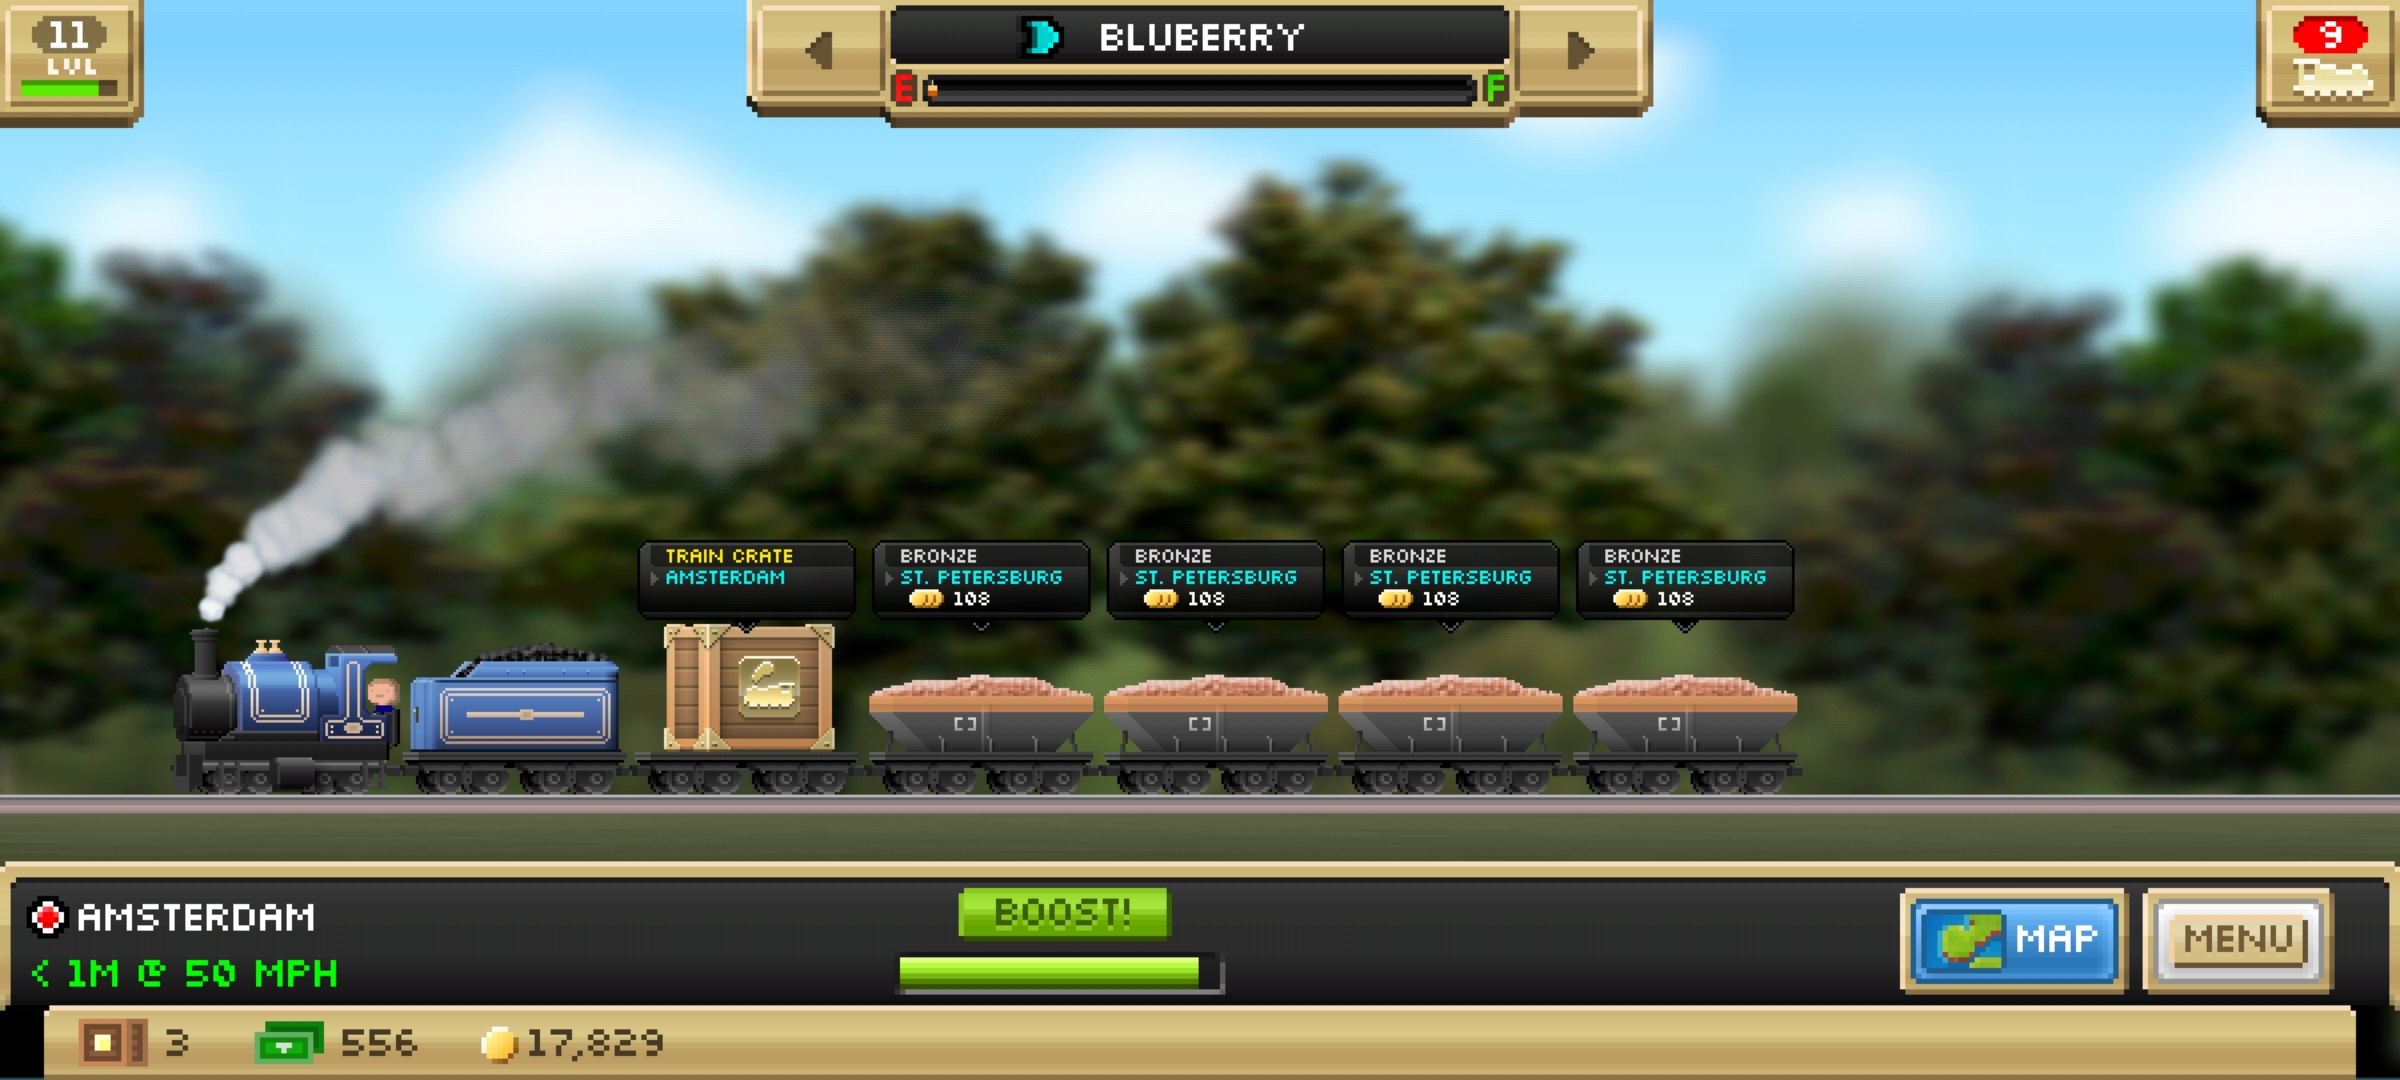 11
LVL
BLUBERRY
E
F
9
TRAIN CRATE
AMSTERDAM
BRONZE
ST. PETERSBURG
108
BRONZE
ST. PETERSBURG
108
BRONZE
ST. PETERSBURG
108
BRONZE
ST. PETERSBURG
108
AMSTERDAM
< 1M @ 50 MPH
BOOST!
MAP
MENU
3
556
17,829